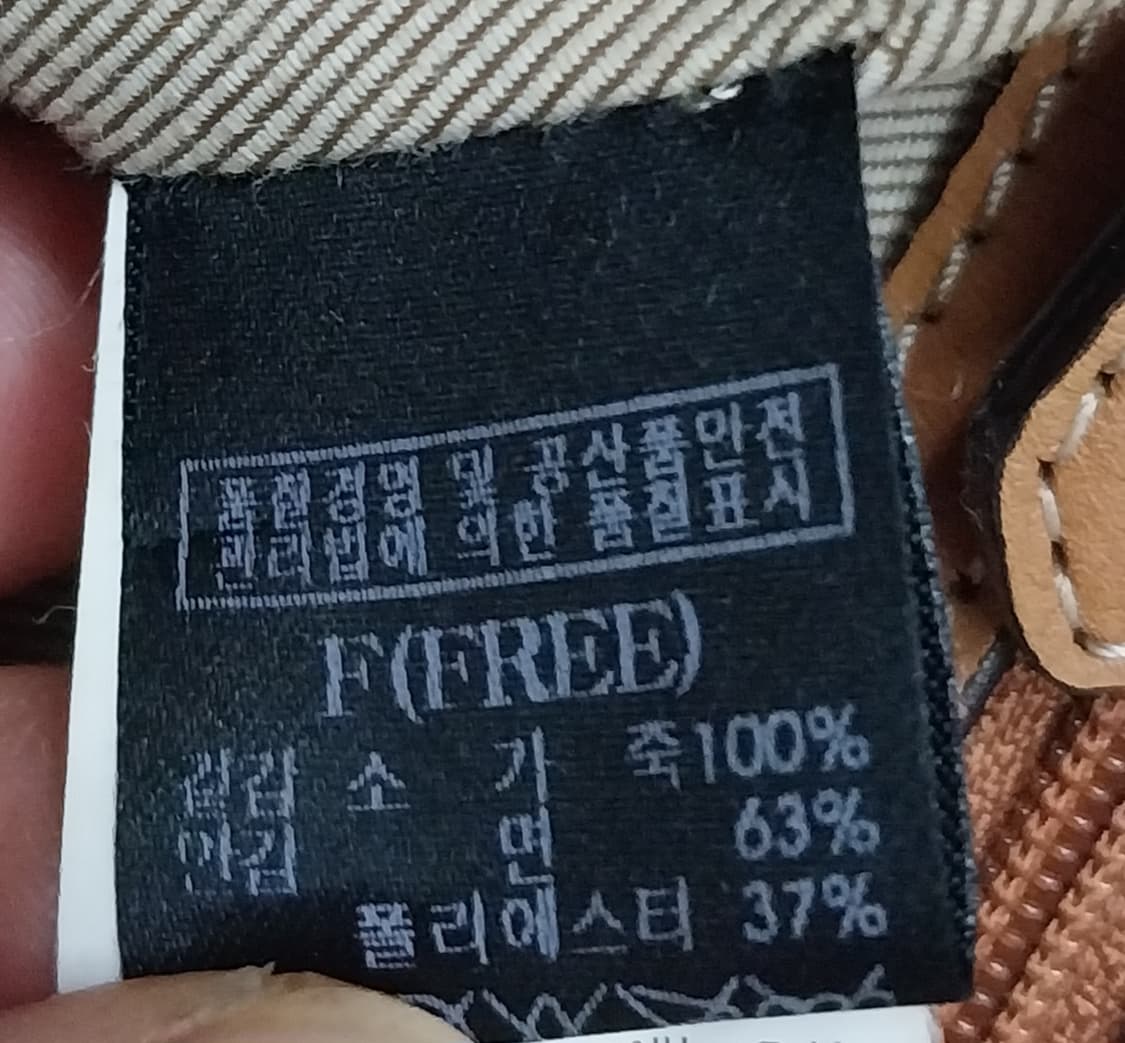 품질경영 및 공산품안전
관리법에 의한 품질표시
F(FREE)
겉감 소 가 죽100%
안감 면 63%
폴리에스터 37%